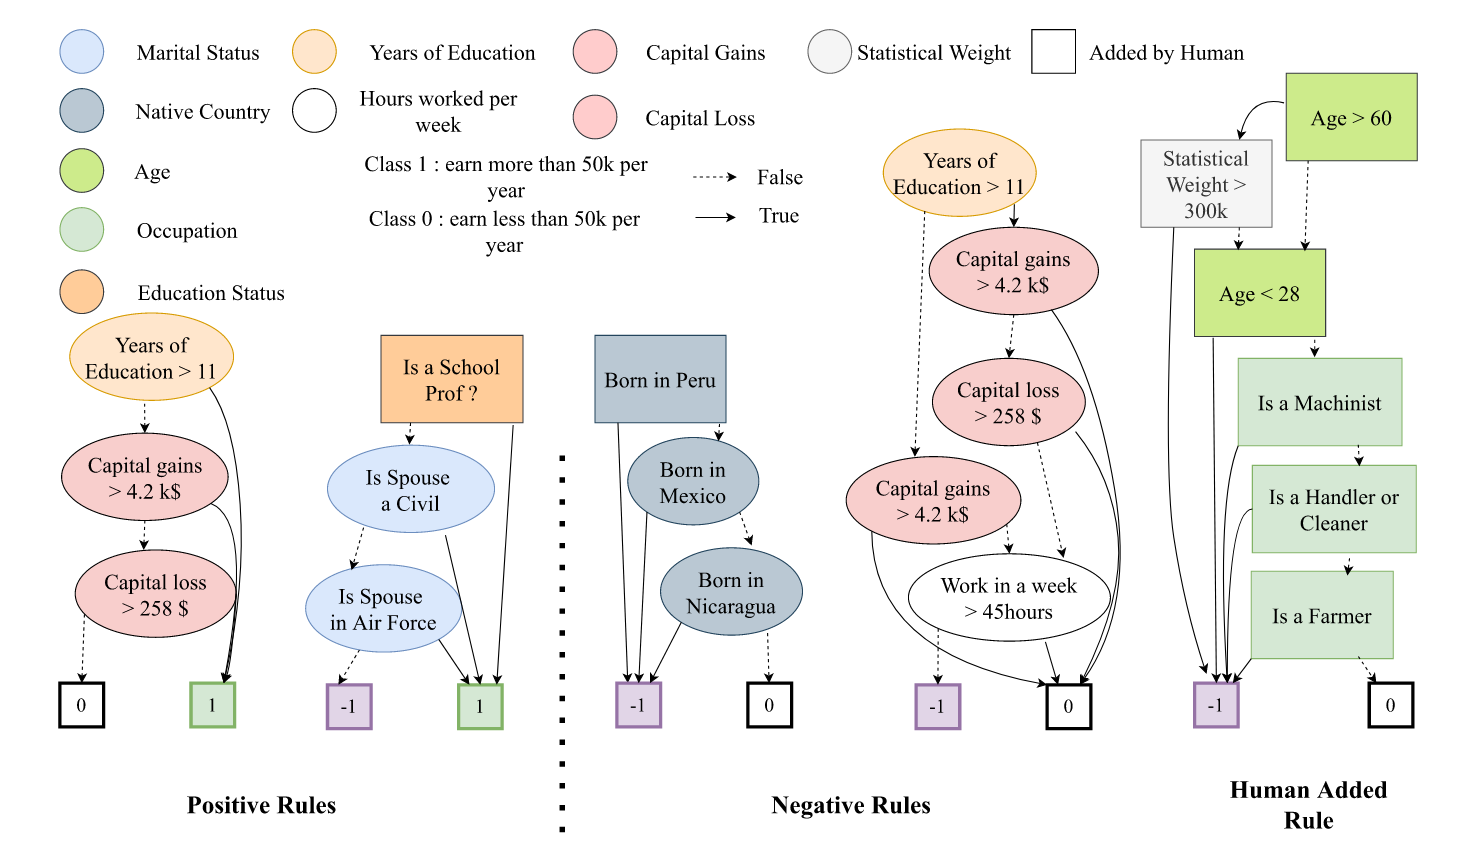 Marital Status
Years of Education
Capital Gains
Statistical Weight
Added by Human
Native Country
Hours worked per
week
Capital Loss
Age
Class 1 : earn more than 50k per
year
Class 0 : earn less than 50k per
year
False
True
Occupation
Education Status
Years of
Education > 11
Capital gains
> 4.2 k$
Capital loss
> 258 $
0
1
Is a School
Prof ?
Is Spouse
a Civil
Is Spouse
in Air Force
-1
1
Positive Rules
Born in Peru
Born in
Mexico
Born in
Nicaragua
-1
0
Years of
Education > 11
Capital gains
> 4.2 k$
Capital loss
> 258 $
Capital gains
> 4.2 k$
Work in a week
> 45hours
-1
0
Negative Rules
Age > 60
Statistical
Weight >
300k
Age < 28
Is a Machinist
Is a Handler or
Cleaner
Is a Farmer
-1
0
Human Added
Rule